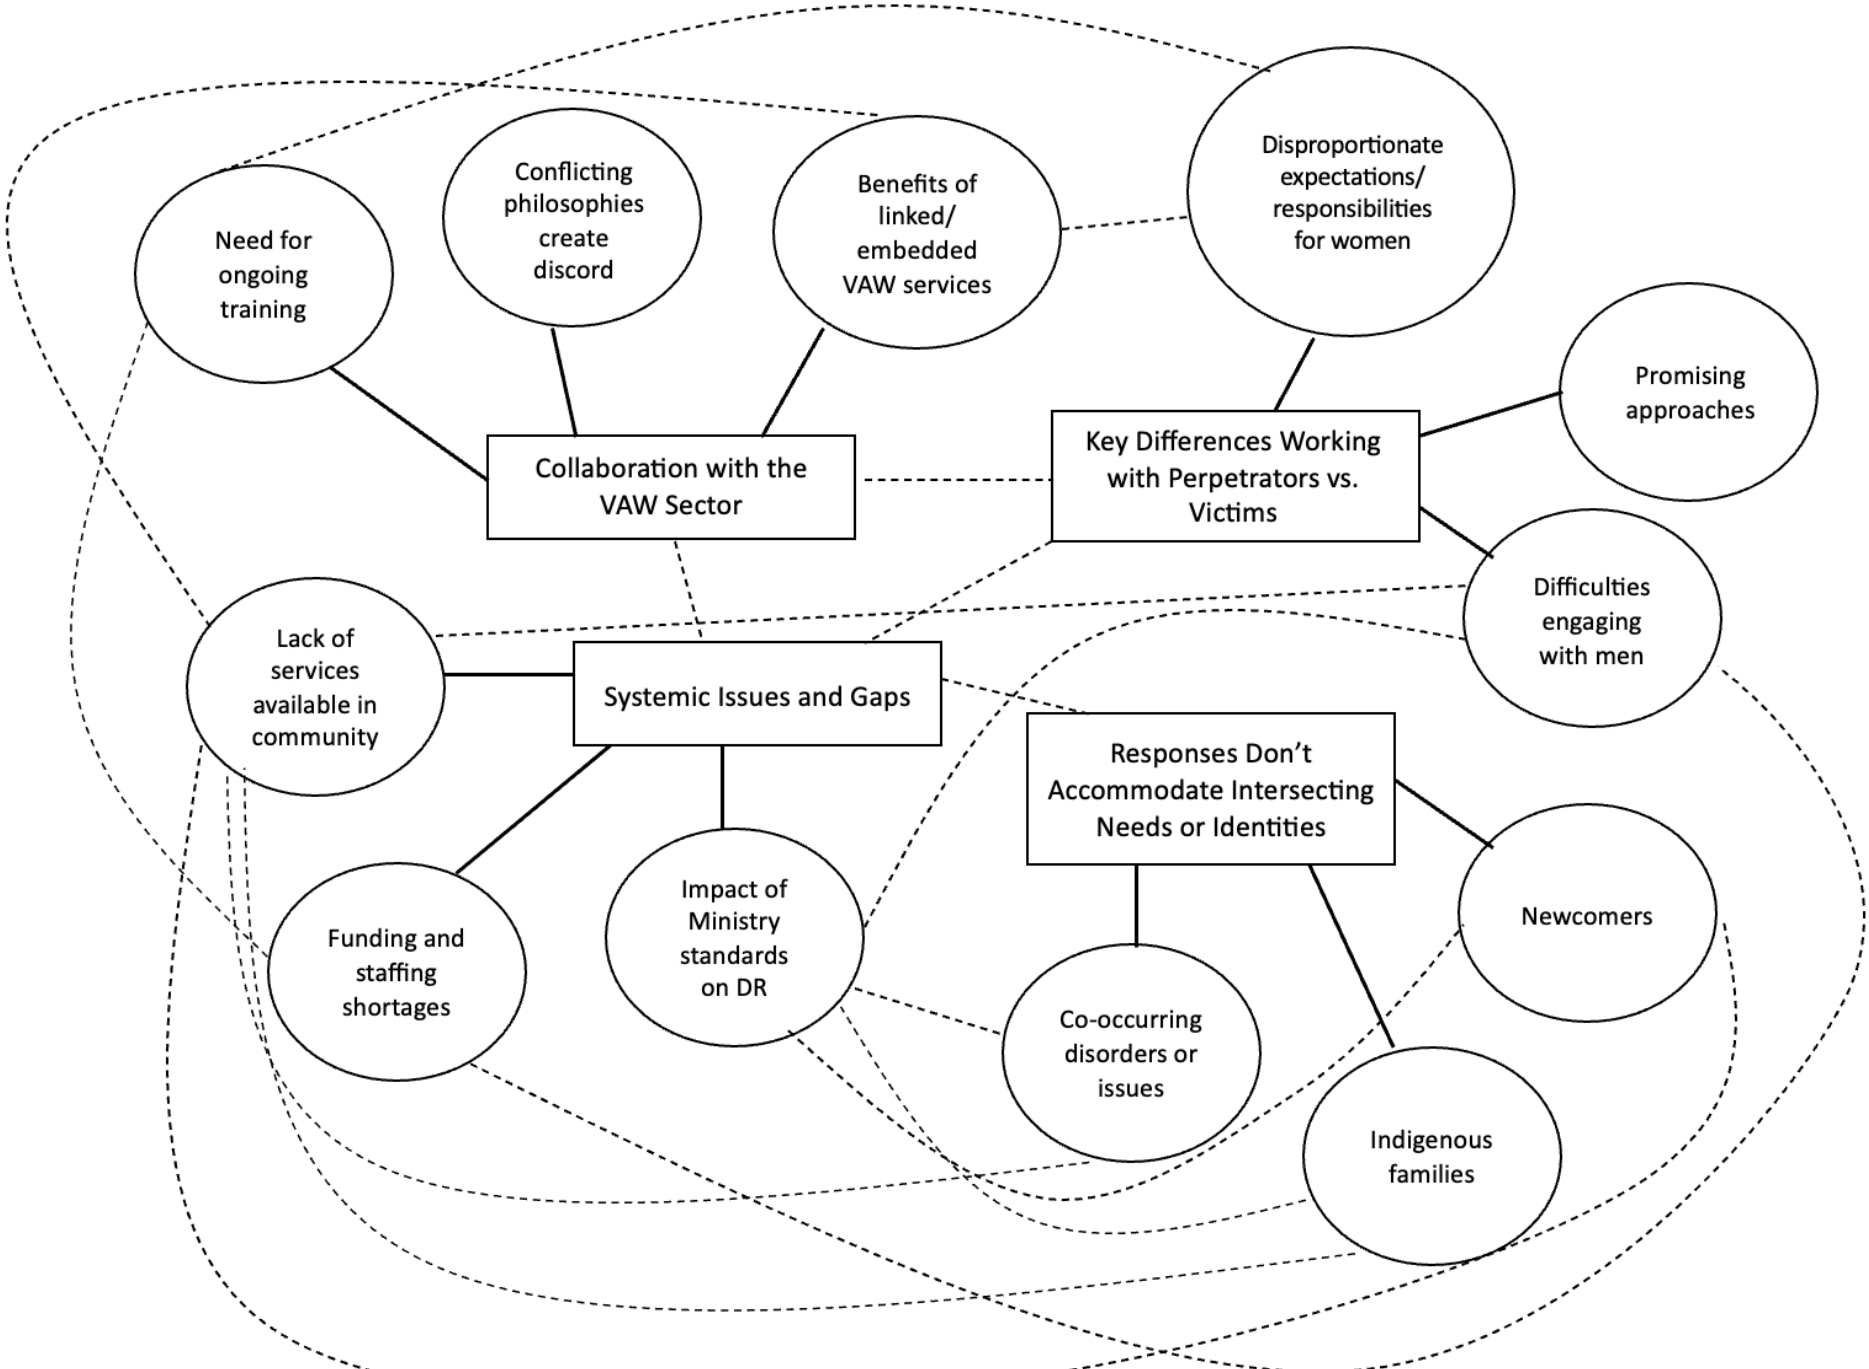 Disproportionate
expectations/
responsibilities
for women
Conflicting
philosophies
create
discord
Benefits of
linked/
embedded
VAW services
Need for
ongoing
training
Promising
approaches
Collaboration with the
VAW Sector
Key Differences Working
with Perpetrators vs.
Victims
Difficulties
engaging
with men
Lack of
services
available in
community
Systemic Issues and Gaps
Responses Don’t
Accommodate Intersecting
Needs or Identities
Funding and
staffing
shortages
Impact of
Ministry
standards
on DR
Newcomers
Co-occurring
disorders or
issues
Indigenous
families